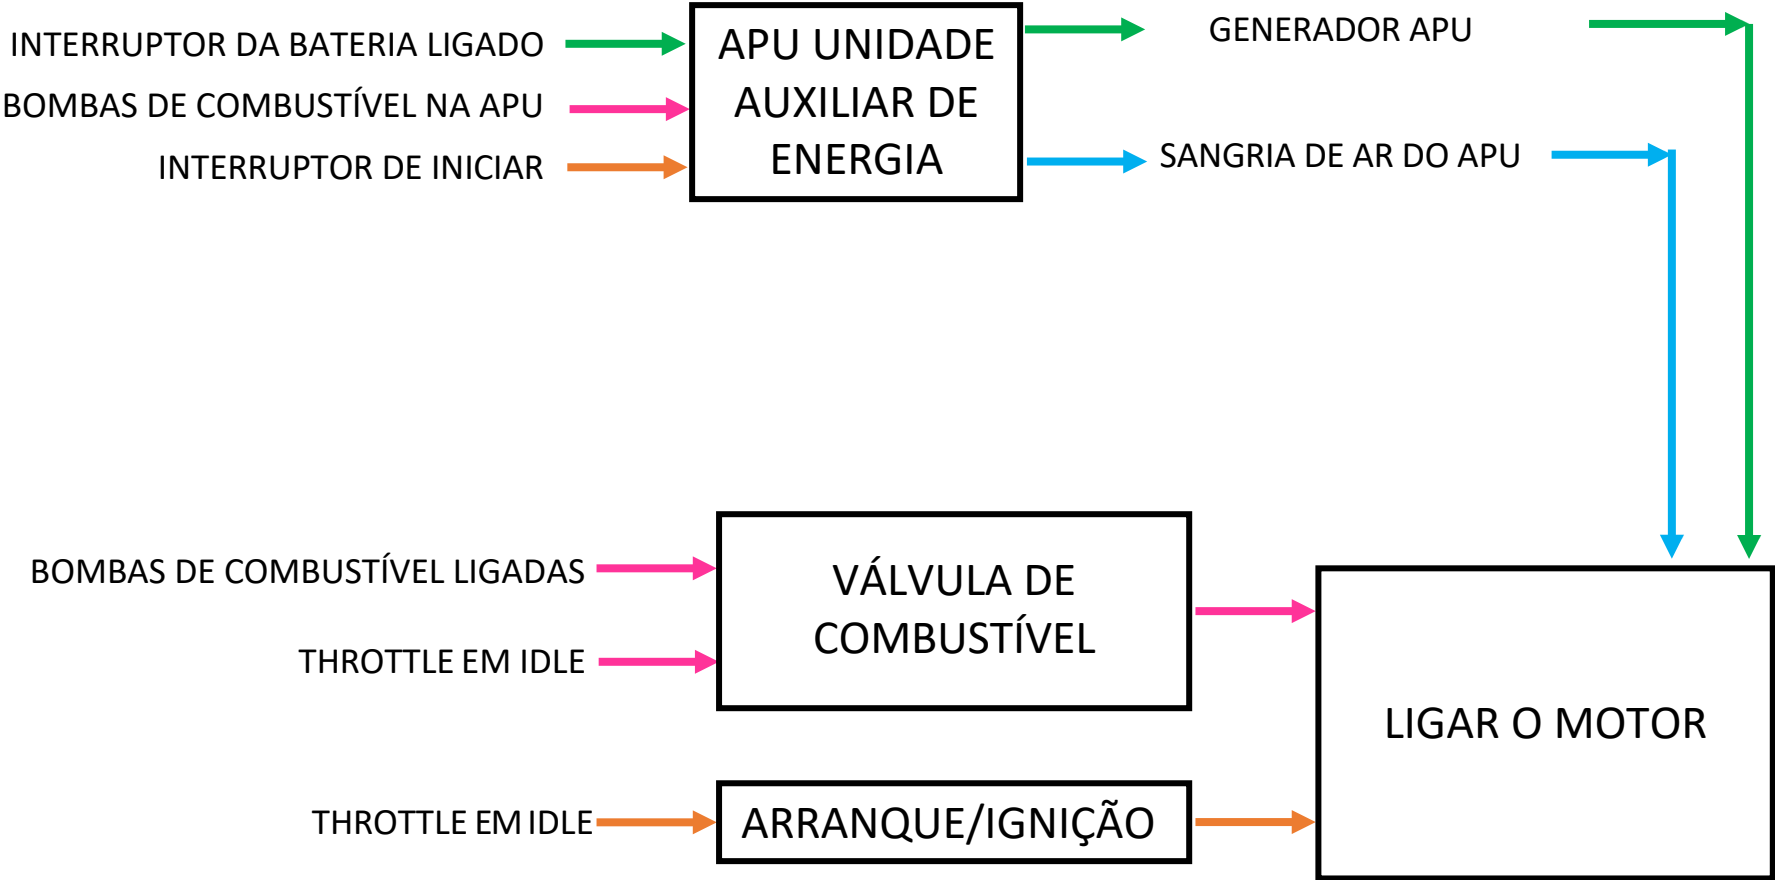 INTERRUPTOR DA BATERIA LIGADO
BOMBAS DE COMBUSTÍVEL NA APU
INTERRUPTOR DE INICIAR
APU UNIDADE
AUXILIAR DE
ENERGIA
GENERADOR APU
SANGRIA DE AR DO APU
BOMBAS DE COMBUSTÍVEL LIGADAS
THROTTLE EM IDLE
VÁLVULA DE
COMBUSTÍVEL
THROTTLE EM IDLE
ARRANQUE/IGNIÇÃO
LIGAR O MOTOR